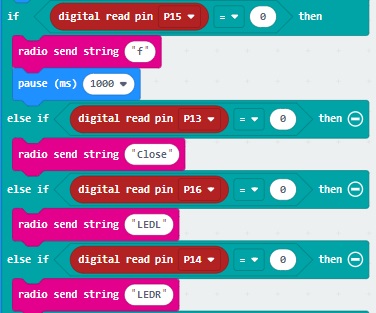 if digital read pin P15 = 0 then
radio send string "f"
pause (ms) 1000
else if digital read pin P13 = 0 then
radio send string "Close"
else if digital read pin P16 = 0 then
radio send string "LEDL"
else if digital read pin P14 = 0 then
radio send string "LEDR"